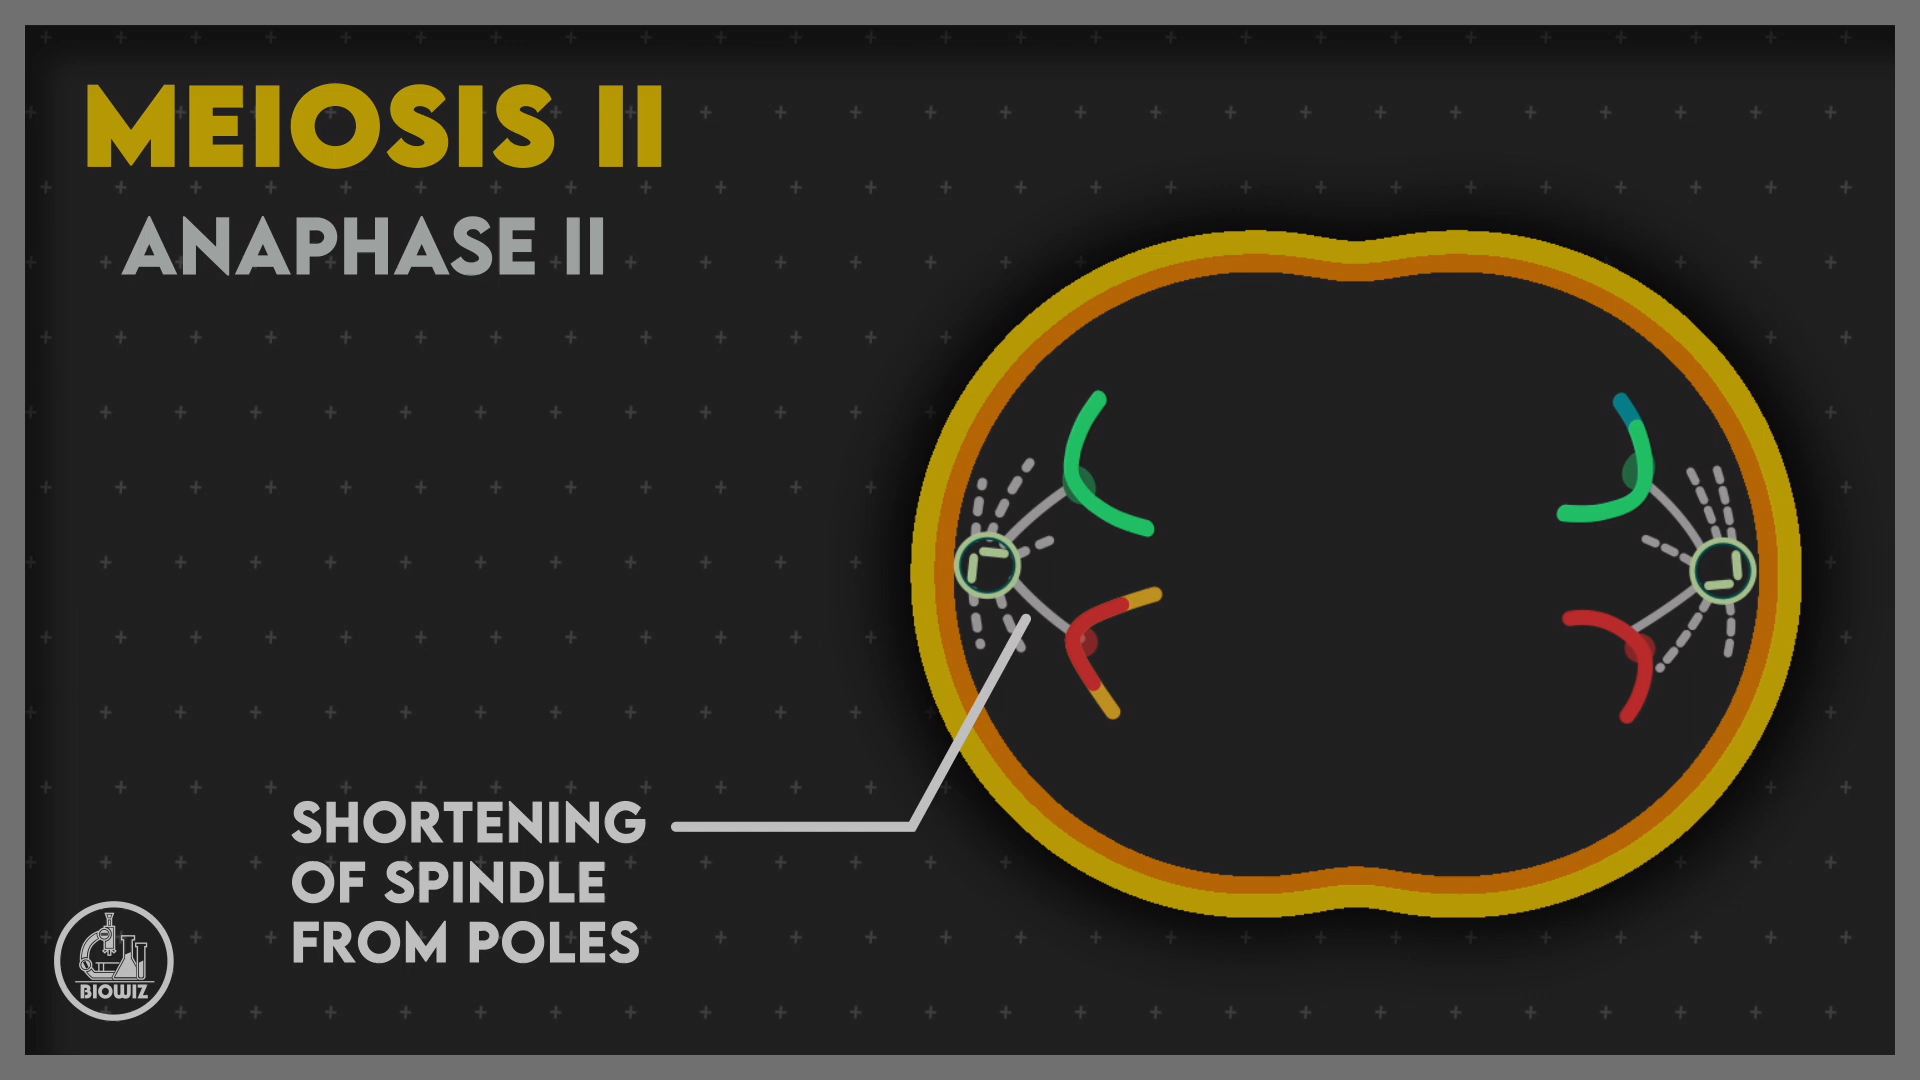 MEIOSIS II
ANAPHASE II
SHORTENING
OF SPINDLE
FROM POLES
BIOWIZ